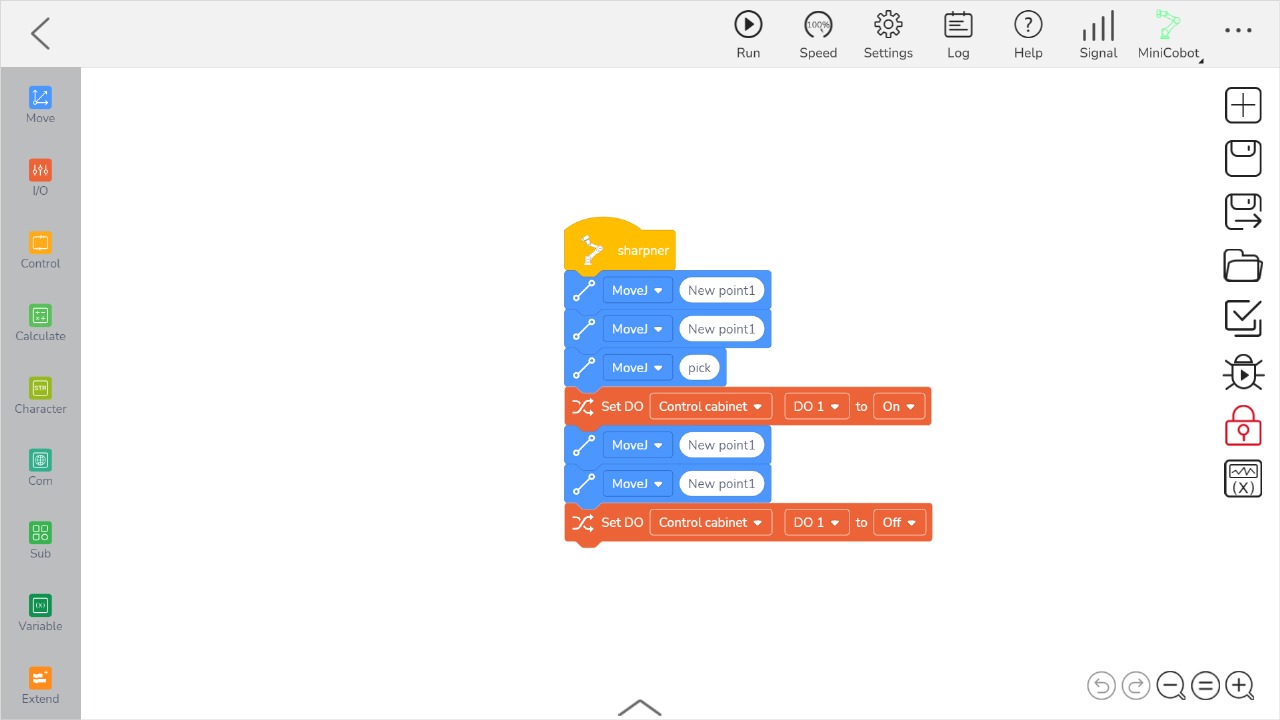 Run
100%
Speed
Settings
Log
Help
Signal
MiniCobot
Move
I/O
Control
Calculate
STR
Character
Com
Sub
(X)
Variable
Extend
sharpner
MoveJ New point1
MoveJ New point1
MoveJ pick
Set DO Control cabinet DO 1 to On
MoveJ New point1
MoveJ New point1
Set DO Control cabinet DO 1 to Off
(X)